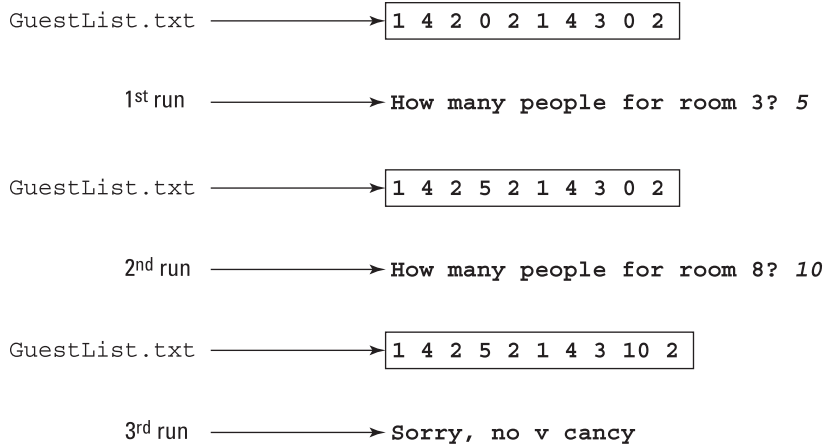 GuestList.txt 1 4 2 0 2 1 4 3 0 2
1st run How many people for room 3? 5
GuestList.txt 1 4 2 5 2 1 4 3 0 2
2nd run How many people for room 8? 10
GuestList.txt 1 4 2 5 2 1 4 3 10 2
3rd run Sorry, no v cancy